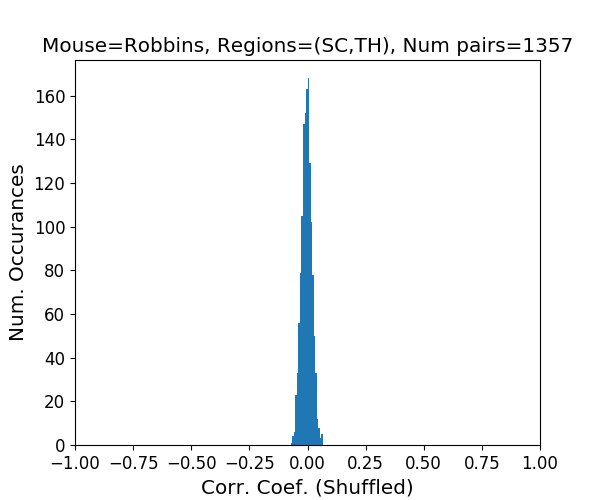 Mouse=Robbins, Regions=(SC,TH), Num pairs=1357
Num. Occurances
160
140
120
100
80
60
40
20
0
−1.00 −0.75 −0.50 −0.25 0.00 0.25 0.50 0.75 1.00
Corr. Coef. (Shuffled)